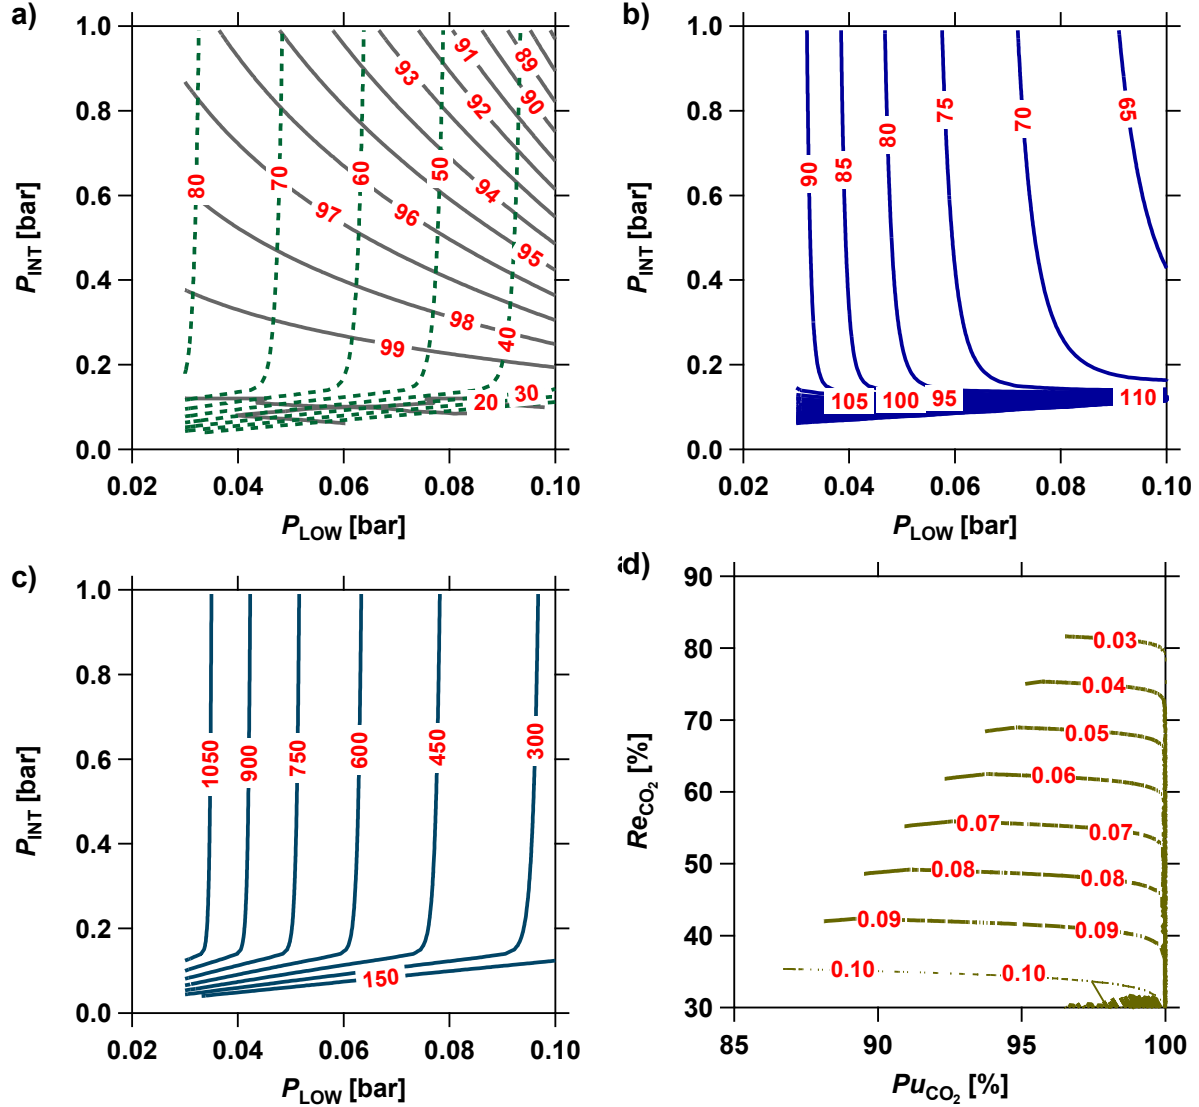 a)
1.0
0.8
0.6
0.4
0.2
0.0
P_INT [bar]
0.02 0.04 0.06 0.08 0.10
P_LOW [bar]
80 70 60 50 40 30 20
99 98 97 96 95 94 93 92 91 90 89
b)
1.0
0.8
0.6
0.4
0.2
0.0
P_INT [bar]
0.02 0.04 0.06 0.08 0.10
P_LOW [bar]
90 85 80 75 70 65
105 100 95 110
c)
1.0
0.8
0.6
0.4
0.2
0.0
P_INT [bar]
0.02 0.04 0.06 0.08 0.10
P_LOW [bar]
1050 900 750 600 450 300
150
d)
90
80
70
60
50
40
30
Re_CO₂ [%]
85 90 95 100
Pu_CO₂ [%]
0.03
0.04
0.05
0.06
0.07 0.07
0.08 0.08
0.09 0.09
0.10 0.10